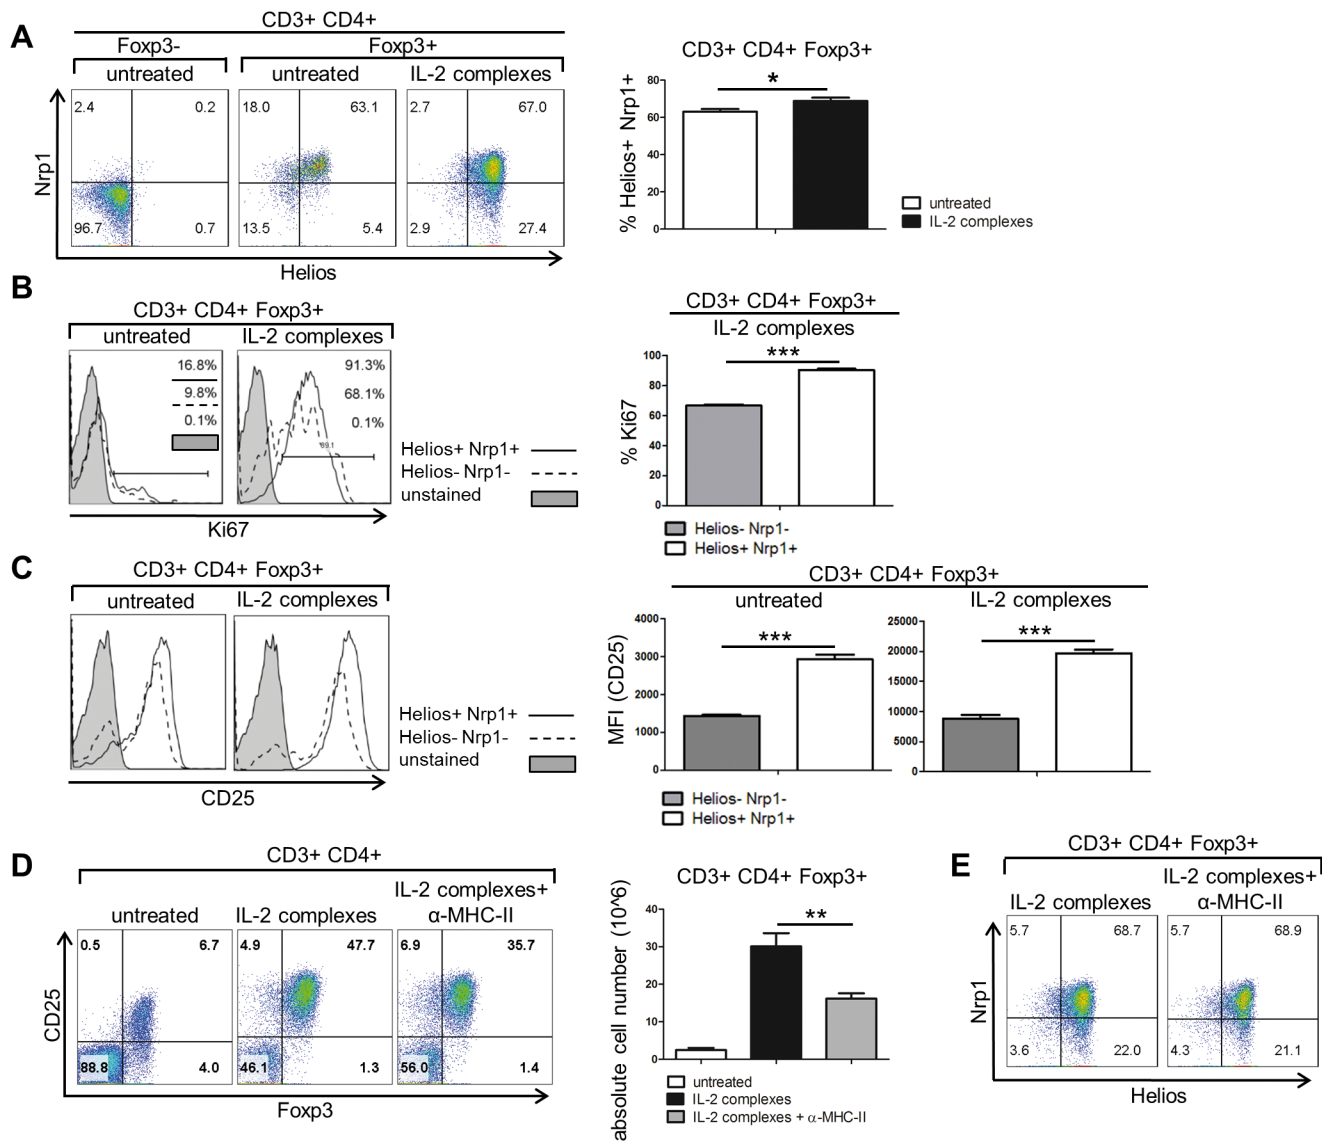 A
CD3+ CD4+
Foxp3-
Foxp3+
untreated
untreated
IL-2 complexes
2.4
0.2
18.0
63.1
2.7
67.0
96.7
0.7
13.5
5.4
2.9
27.4
Nrp1
Helios
CD3+ CD4+ Foxp3+
% Helios+ Nrp1+
80
60
40
20
0
*
untreated
IL-2 complexes
B
CD3+ CD4+ Foxp3+
untreated
IL-2 complexes
16.8%
9.8%
0.1%
91.3%
68.1%
0.1%
89.1
Ki67
Helios+ Nrp1+
Helios- Nrp1-
unstained
CD3+ CD4+ Foxp3+
IL-2 complexes
% Ki67
100
80
60
40
20
0
***
Helios- Nrp1-
Helios+ Nrp1+
C
CD3+ CD4+ Foxp3+
untreated
IL-2 complexes
CD25
Helios+ Nrp1+
Helios- Nrp1-
unstained
CD3+ CD4+ Foxp3+
untreated
IL-2 complexes
MFI (CD25)
4000
3000
2000
1000
0
***
25000
20000
15000
10000
5000
0
***
Helios- Nrp1-
Helios+ Nrp1+
D
CD3+ CD4+
untreated
IL-2 complexes
IL-2 complexes+
α-MHC-II
0.5
6.7
4.9
47.7
6.9
35.7
88.8
4.0
46.1
1.3
56.0
1.4
CD25
Foxp3
CD3+ CD4+ Foxp3+
absolute cell number (10^6)
40
30
20
10
0
**
untreated
IL-2 complexes
IL-2 complexes + α-MHC-II
E
CD3+ CD4+ Foxp3+
IL-2 complexes
IL-2 complexes+
α-MHC-II
5.7
68.7
5.7
68.9
3.6
22.0
4.3
21.1
Nrp1
Helios